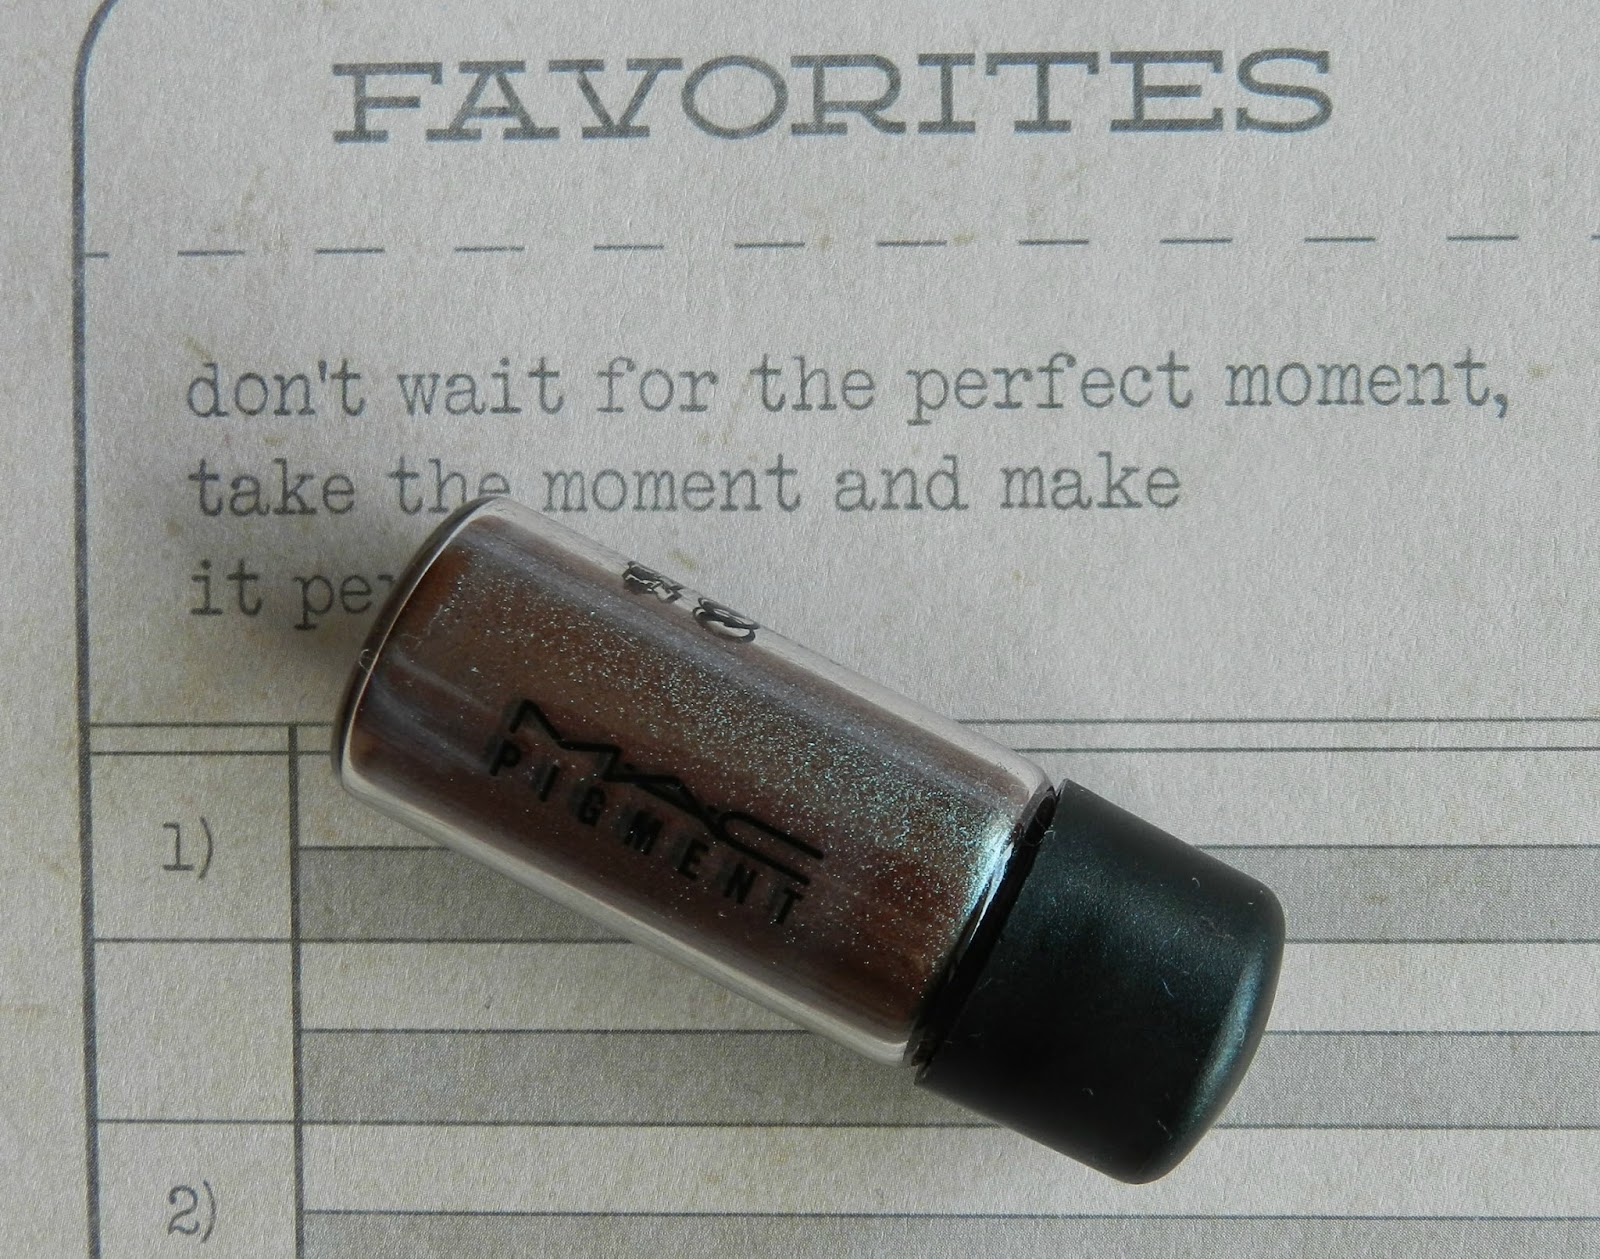 FAVORITES
don't wait for the perfect moment,
take the moment and make
it
MAC
PIGMENT
1)
2)